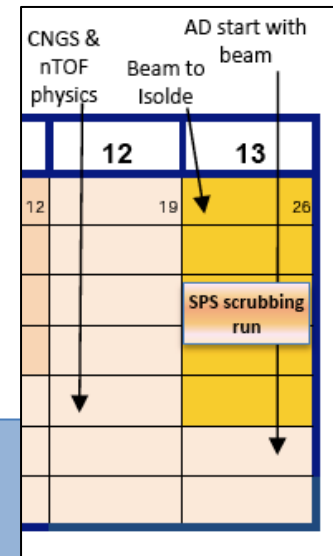 CNGS &
nTOF
physics
Beam to
Isolde
AD start with
beam
12
13
12
19
26
SPS scrubbing
run